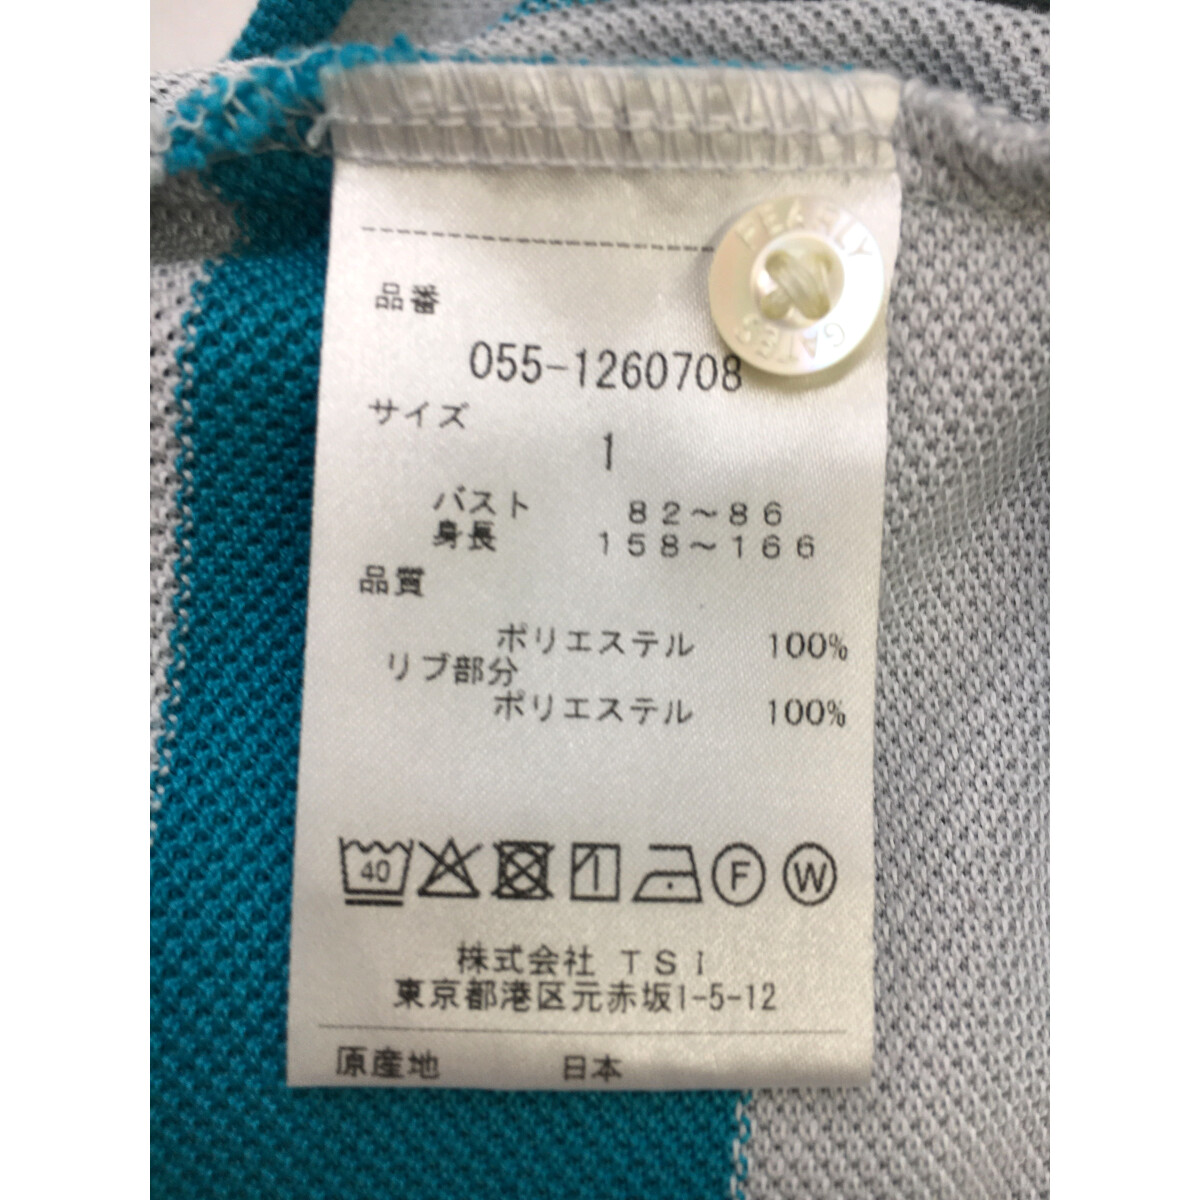 PEARLY
GATES
品番
055-1260708
サイズ
1
バスト 82～86
身長 158～166
品質
ポリエステル 100%
リブ部分
ポリエステル 100%
40 F W
株式会社 TSI
東京都港区元赤坂1-5-12
原産地 日本